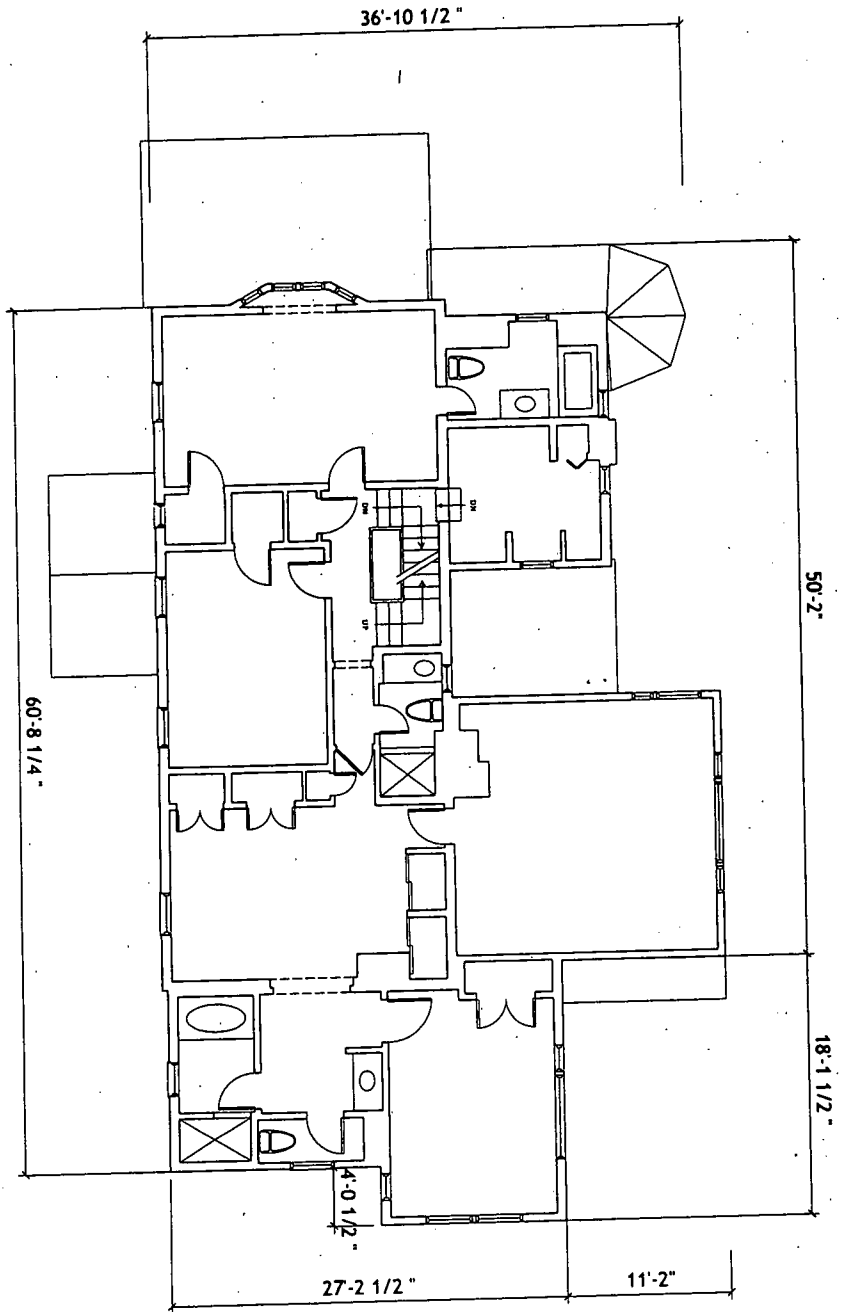 36'-10 1/2 "
50'-2"
DN
DN
UP
60'-8 1/4 "
18'-1 1/2 "
4'-0 1/2 "
27'-2 1/2 "
11'-2"